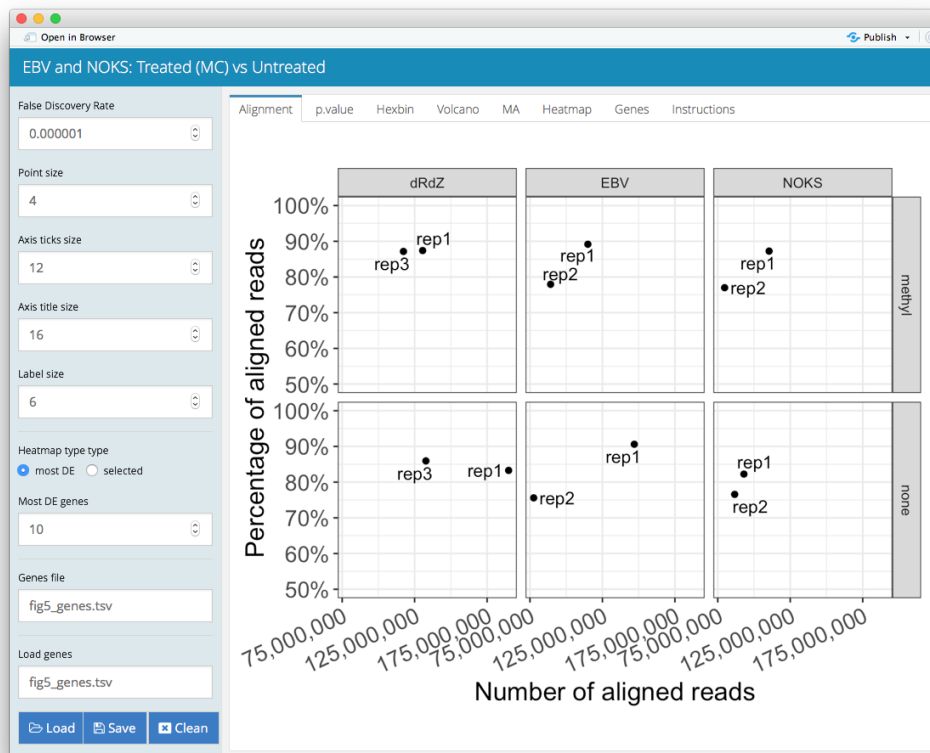 Open in Browser
Publish
EBV and NOKS: Treated (MC) vs Untreated
False Discovery Rate
0.000001
Point size
4
Axis ticks size
12
Axis title size
16
Label size
6
Heatmap type type
most DE selected
Most DE genes
10
Genes file
fig5_genes.tsv
Load genes
fig5_genes.tsv
Load Save Clean
Alignment p.value Hexbin Volcano MA Heatmap Genes Instructions
dRdZ EBV NOKS
Percentage of aligned reads
100%
90%
80%
70%
60%
50%
rep1
rep3
rep1
rep2
rep1
rep2
methyl
100%
90%
80%
70%
60%
50%
rep3
rep1
rep1
rep2
rep1
rep2
none
75,000,000 125,000,000 175,000,000 75,000,000 125,000,000 175,000,000 75,000,000 125,000,000 175,000,000
Number of aligned reads